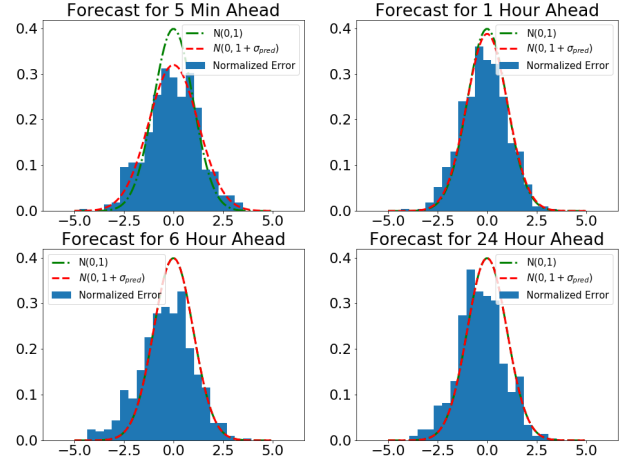 Forecast for 5 Min Ahead
0.4
0.3
0.2
0.1
0.0
−5.0 −2.5 0.0 2.5 5.0
N(0,1)
N(0, 1 + σpred)
Normalized Error
Forecast for 1 Hour Ahead
0.4
0.3
0.2
0.1
0.0
−5.0 −2.5 0.0 2.5 5.0
N(0,1)
N(0, 1 + σpred)
Normalized Error
Forecast for 6 Hour Ahead
0.4
0.3
0.2
0.1
0.0
−5.0 −2.5 0.0 2.5 5.0
N(0,1)
N(0, 1 + σpred)
Normalized Error
Forecast for 24 Hour Ahead
0.4
0.3
0.2
0.1
0.0
−5.0 −2.5 0.0 2.5 5.0
N(0,1)
N(0, 1 + σpred)
Normalized Error